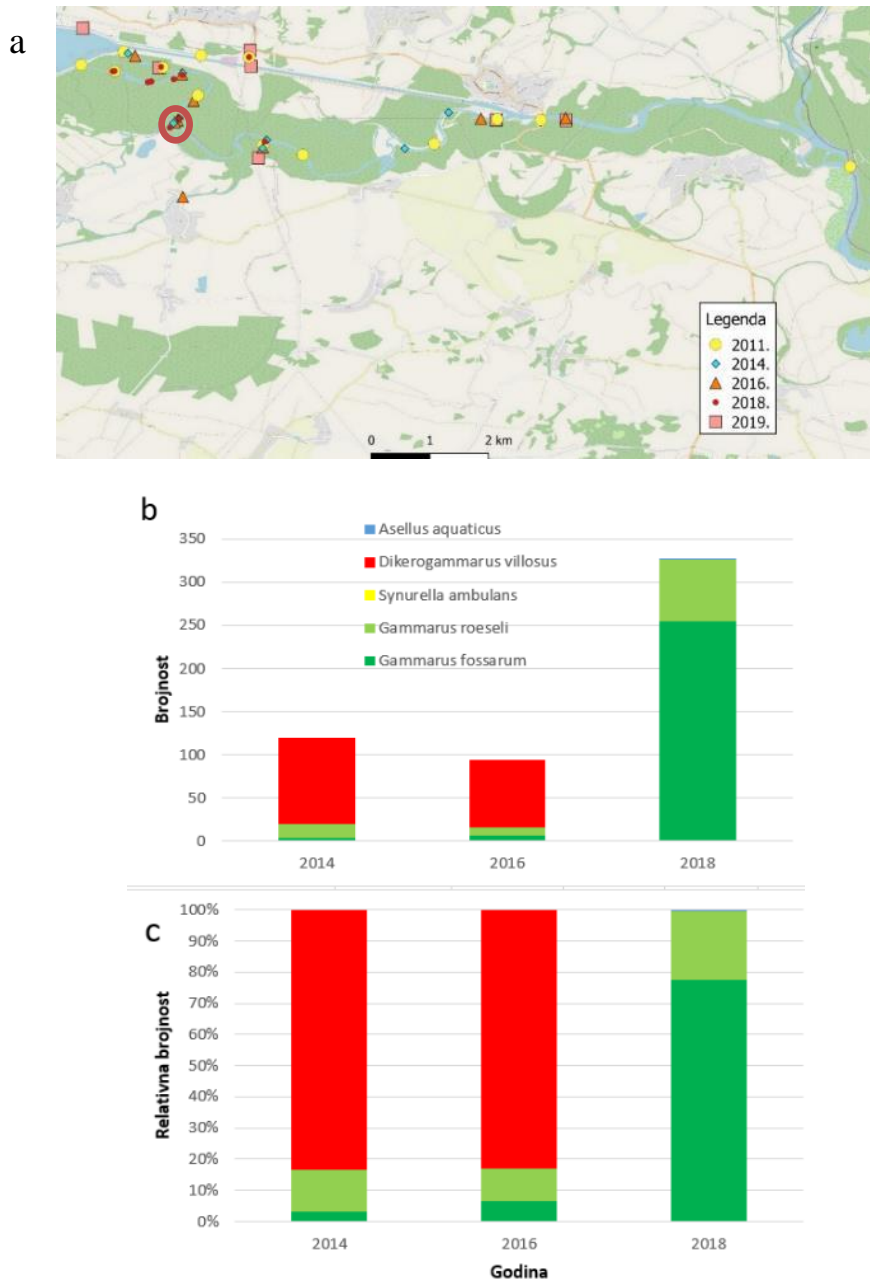 a
Legenda
2011.
2014.
2016.
2018.
2019.
0 1 2 km
b
Asellus aquaticus
Dikerogammarus villosus
Synurella ambulans
Gammarus roeseli
Gammarus fossarum
Brojnost
350
300
250
200
150
100
50
0
2014 2016 2018
c
Relativna brojnost
100%
90%
80%
70%
60%
50%
40%
30%
20%
10%
0%
2014 2016 2018
Godina